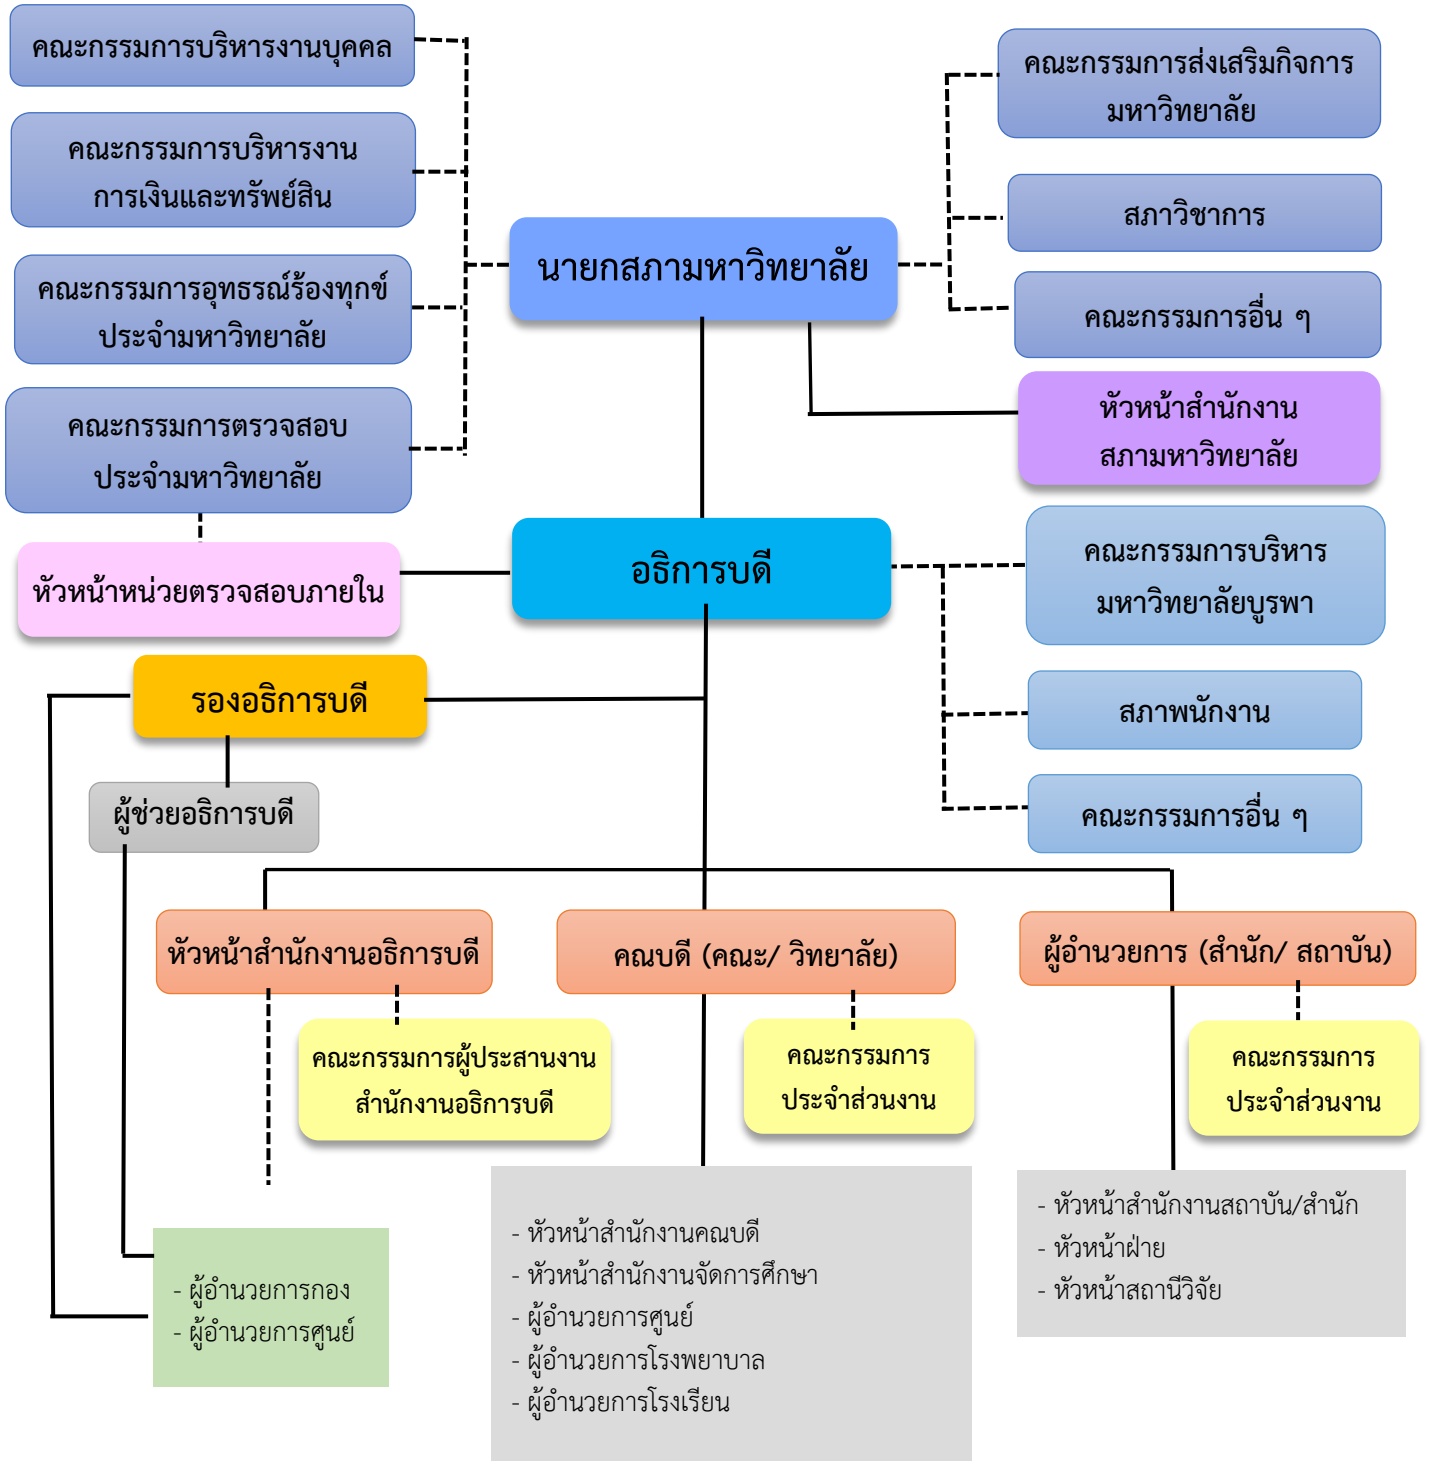 คณะกรรมการบริหารงานบุคคล
คณะกรรมการบริหารงาน
การเงินและทรัพย์สิน
คณะกรรมการอุทธรณ์ร้องทุกข์
ประจำมหาวิทยาลัย
คณะกรรมการตรวจสอบ
ประจำมหาวิทยาลัย
นายกสภามหาวิทยาลัย
คณะกรรมการส่งเสริมกิจการ
มหาวิทยาลัย
สภาวิชาการ
คณะกรรมการอื่น ๆ
หัวหน้าสำนักงาน
สภามหาวิทยาลัย
หัวหน้าหน่วยตรวจสอบภายใน
อธิการบดี
คณะกรรมการบริหาร
มหาวิทยาลัยบูรพา
สภาพนักงาน
คณะกรรมการอื่น ๆ
รองอธิการบดี
ผู้ช่วยอธิการบดี
หัวหน้าสำนักงานอธิการบดี
คณบดี (คณะ/ วิทยาลัย)
ผู้อำนวยการ (สำนัก/ สถาบัน)
คณะกรรมการผู้ประสานงาน
สำนักงานอธิการบดี
คณะกรรมการ
ประจำส่วนงาน
คณะกรรมการ
ประจำส่วนงาน
- ผู้อำนวยการกอง
- ผู้อำนวยการศูนย์
- หัวหน้าสำนักงานคณบดี
- หัวหน้าสำนักงานจัดการศึกษา
- ผู้อำนวยการศูนย์
- ผู้อำนวยการโรงพยาบาล
- ผู้อำนวยการโรงเรียน
- หัวหน้าสำนักงานสถาบัน/สำนัก
- หัวหน้าฝ่าย
- หัวหน้าสถานีวิจัย